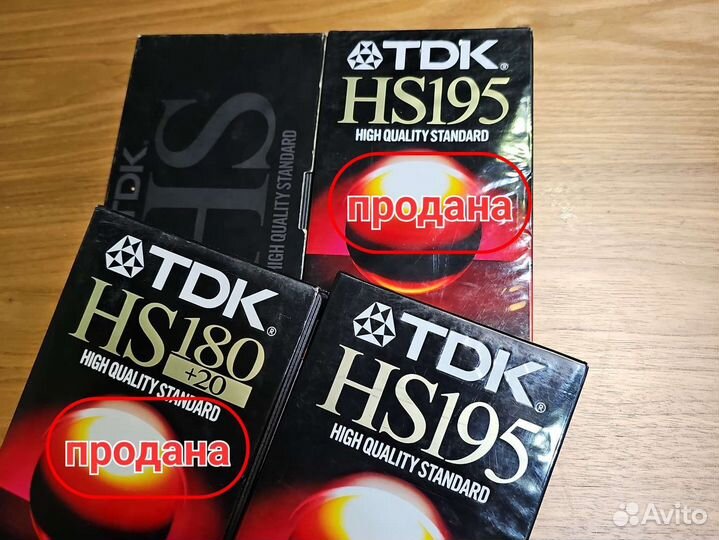 TDK
HS
HIGH QUALITY STANDARD
TDK®
HS195
HIGH QUALITY STANDARD
продана
TDK®
HS180
+20
HIGH QUALITY STANDARD
продана
TDK®
HS195
HIGH QUALITY STANDARD
Avito